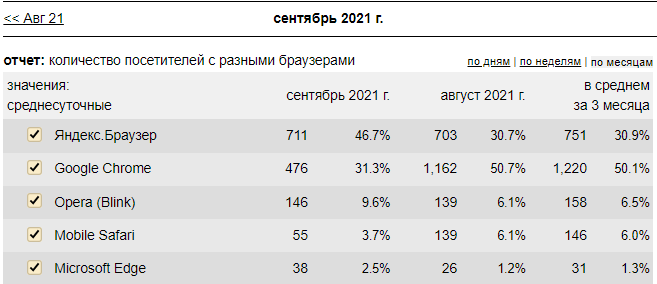 << Авг 21 сентябрь 2021 г.
отчет: количество посетителей с разными браузерами по дням | по неделям | по месяцам
значения:
среднесуточные сентябрь 2021 г. август 2021 г. в среднем
за 3 месяца
Яндекс.Браузер 711 46.7% 703 30.7% 751 30.9%
Google Chrome 476 31.3% 1,162 50.7% 1,220 50.1%
Opera (Blink) 146 9.6% 139 6.1% 158 6.5%
Mobile Safari 55 3.7% 139 6.1% 146 6.0%
Microsoft Edge 38 2.5% 26 1.2% 31 1.3%